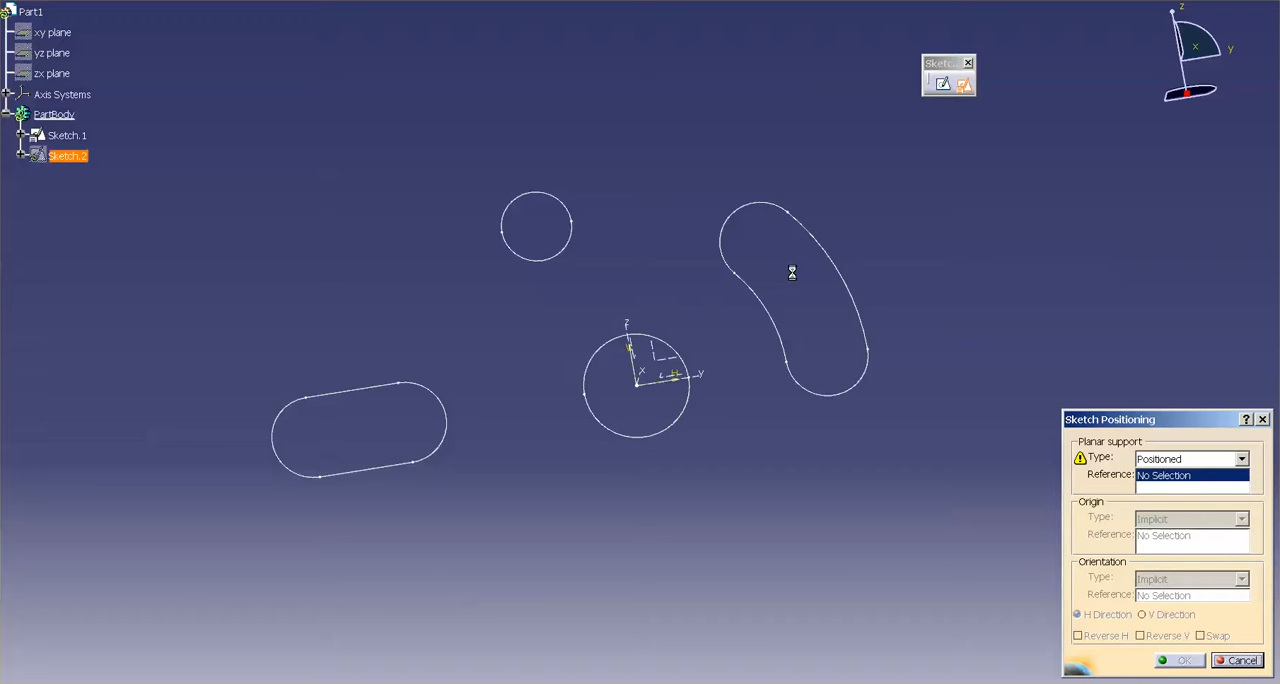 Part1
xy plane
yz plane
zx plane
Axis Systems
PartBody
Sketch.1
Sketch.2
Sketc...
z
x
y
z
x
y
H
Sketch Positioning
Planar support
Type: Positioned
Reference: No Selection
Origin
Type: Implicit
Reference: No Selection
Orientation
Type: Implicit
Reference: No Selection
H Direction V Direction
Reverse H Reverse V Swap
OK Cancel